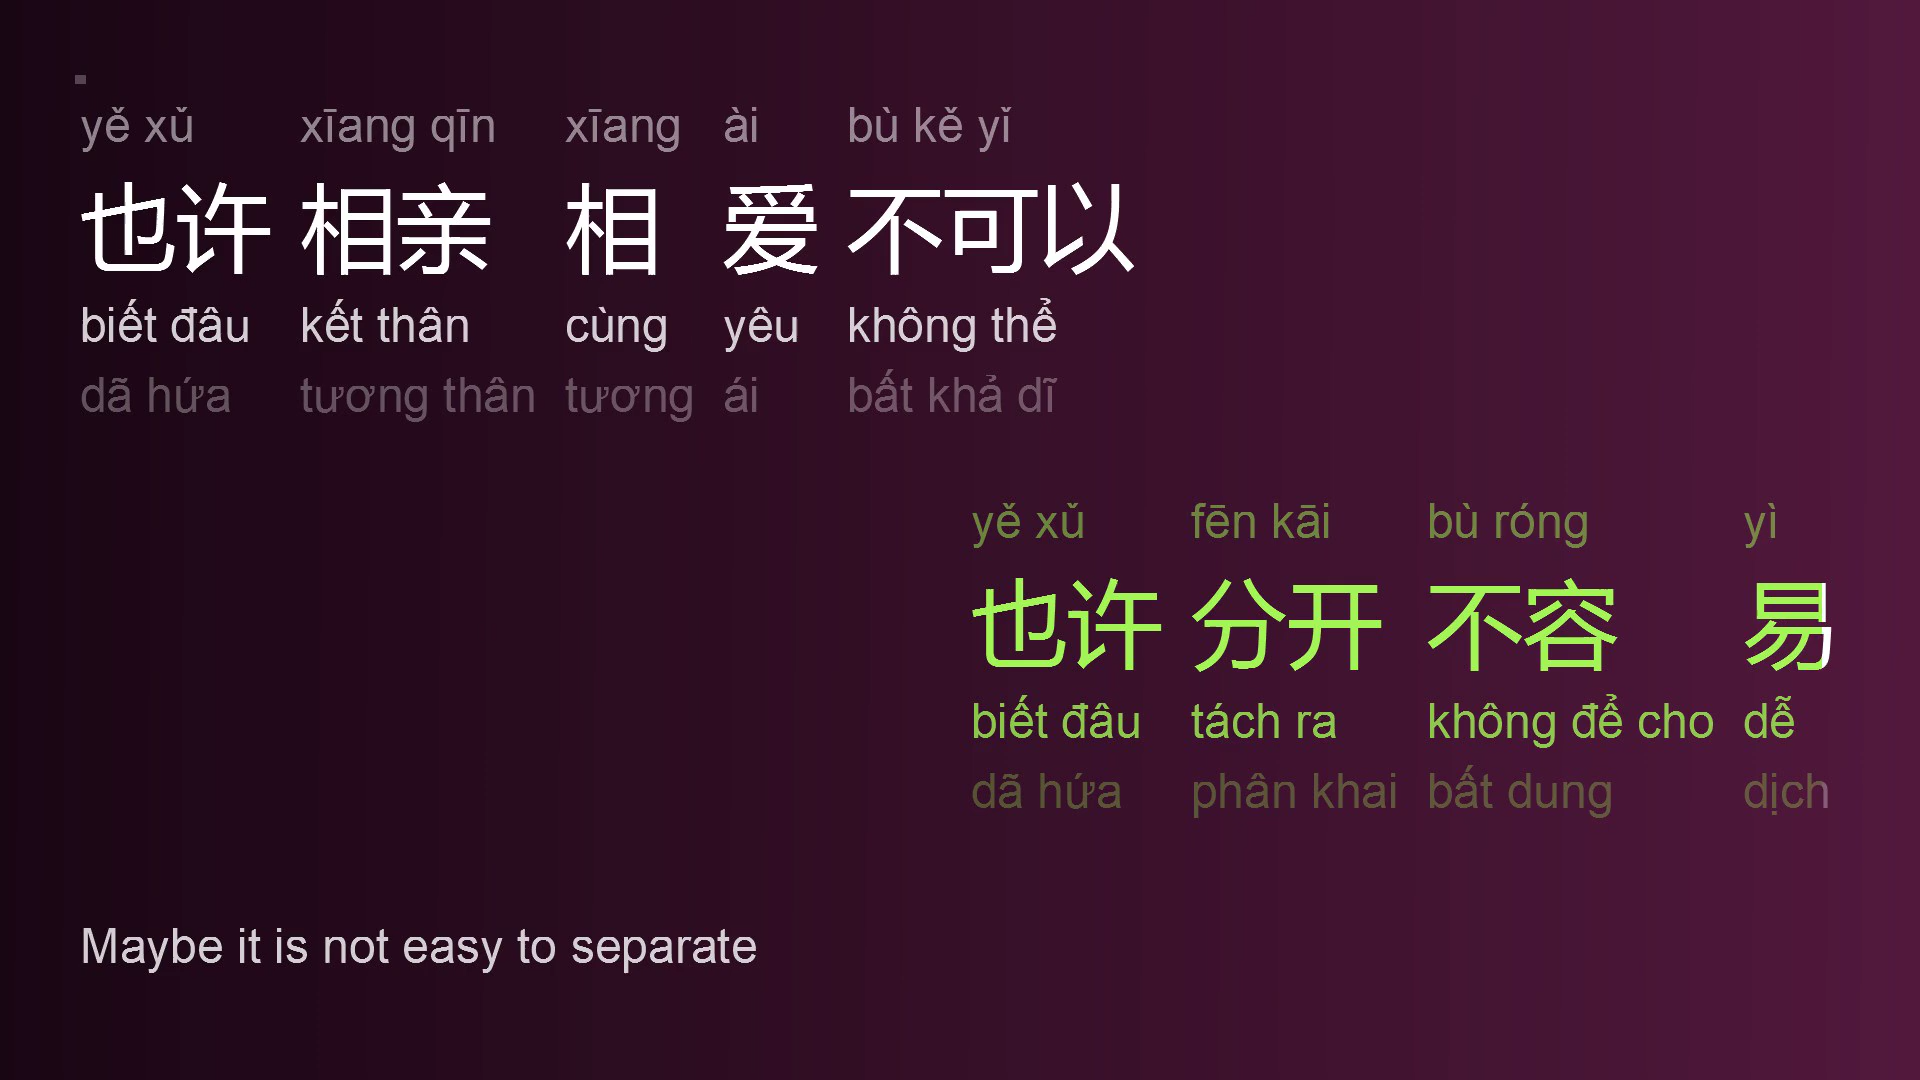 yě xǔ xīang qīn xīang ài bù kě yǐ
也许 相亲 相 爱 不可以
biết đâu kết thân cùng yêu không thể
dã hứa tương thân tương ái bất khả dĩ
yě xǔ fēn kāi bù róng yì
也许 分开 不容 易
biết đâu tách ra không để cho dễ
dã hứa phân khai bất dung dịch
Maybe it is not easy to separate